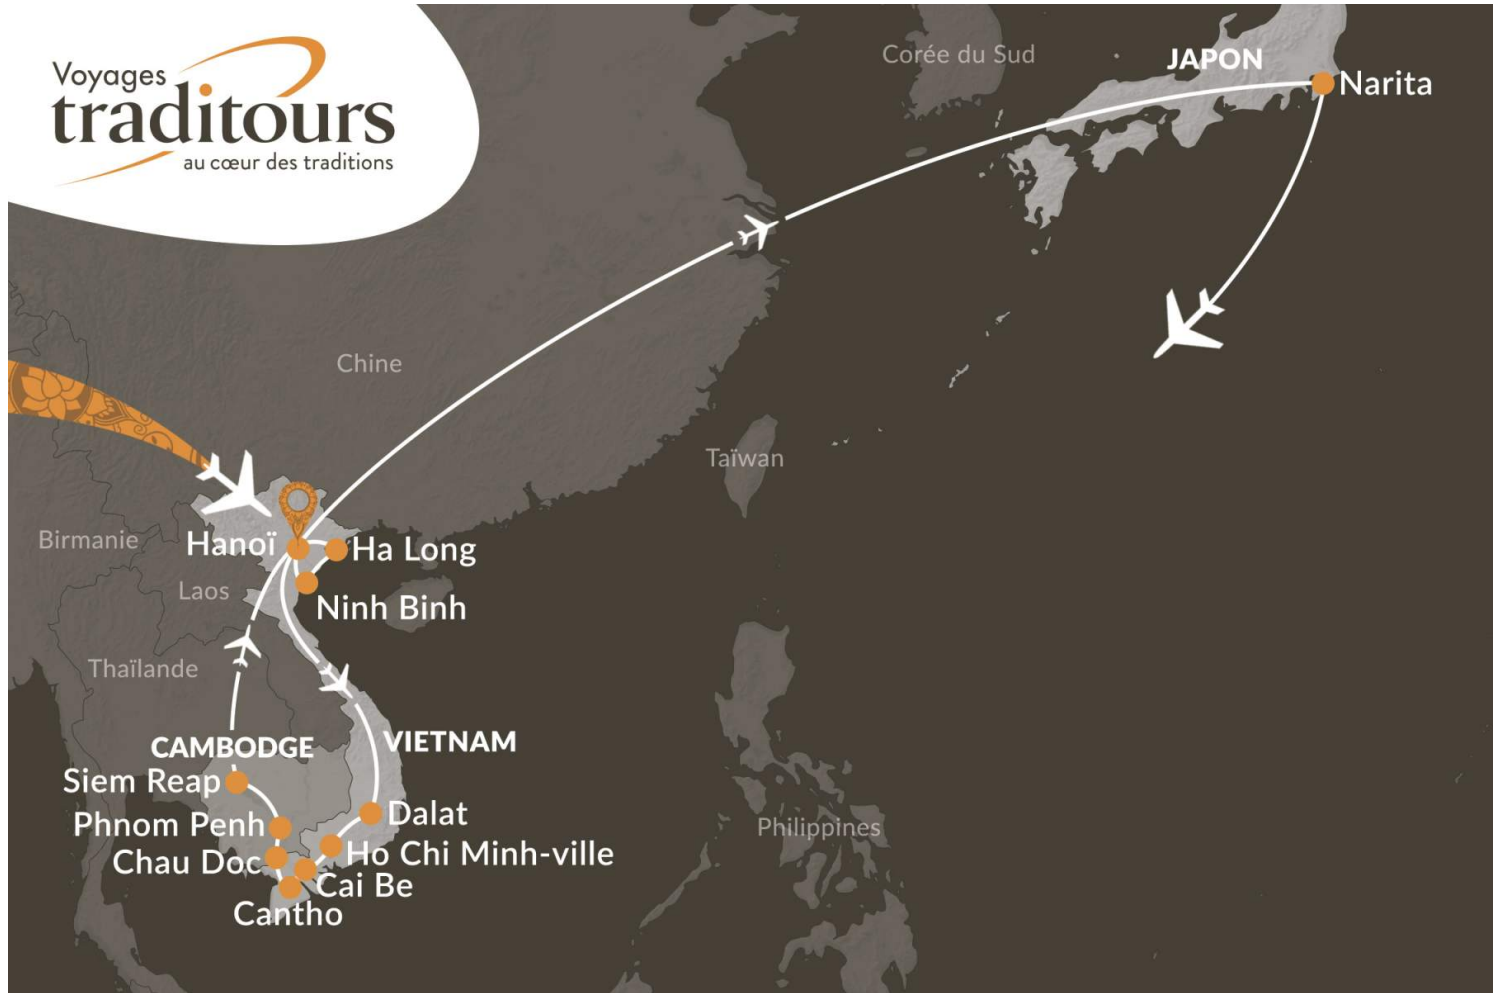 Voyages
traditours
au cœur des traditions
Corée du Sud
JAPON
Narita
Chine
Taïwan
Birmanie
Hanoï
Ha Long
Laos
Ninh Binh
Thaïlande
CAMBODGE
VIETNAM
Siem Reap
Phnom Penh
Dalat
Philippines
Chau Doc
Ho Chi Minh-ville
Cai Be
Cantho